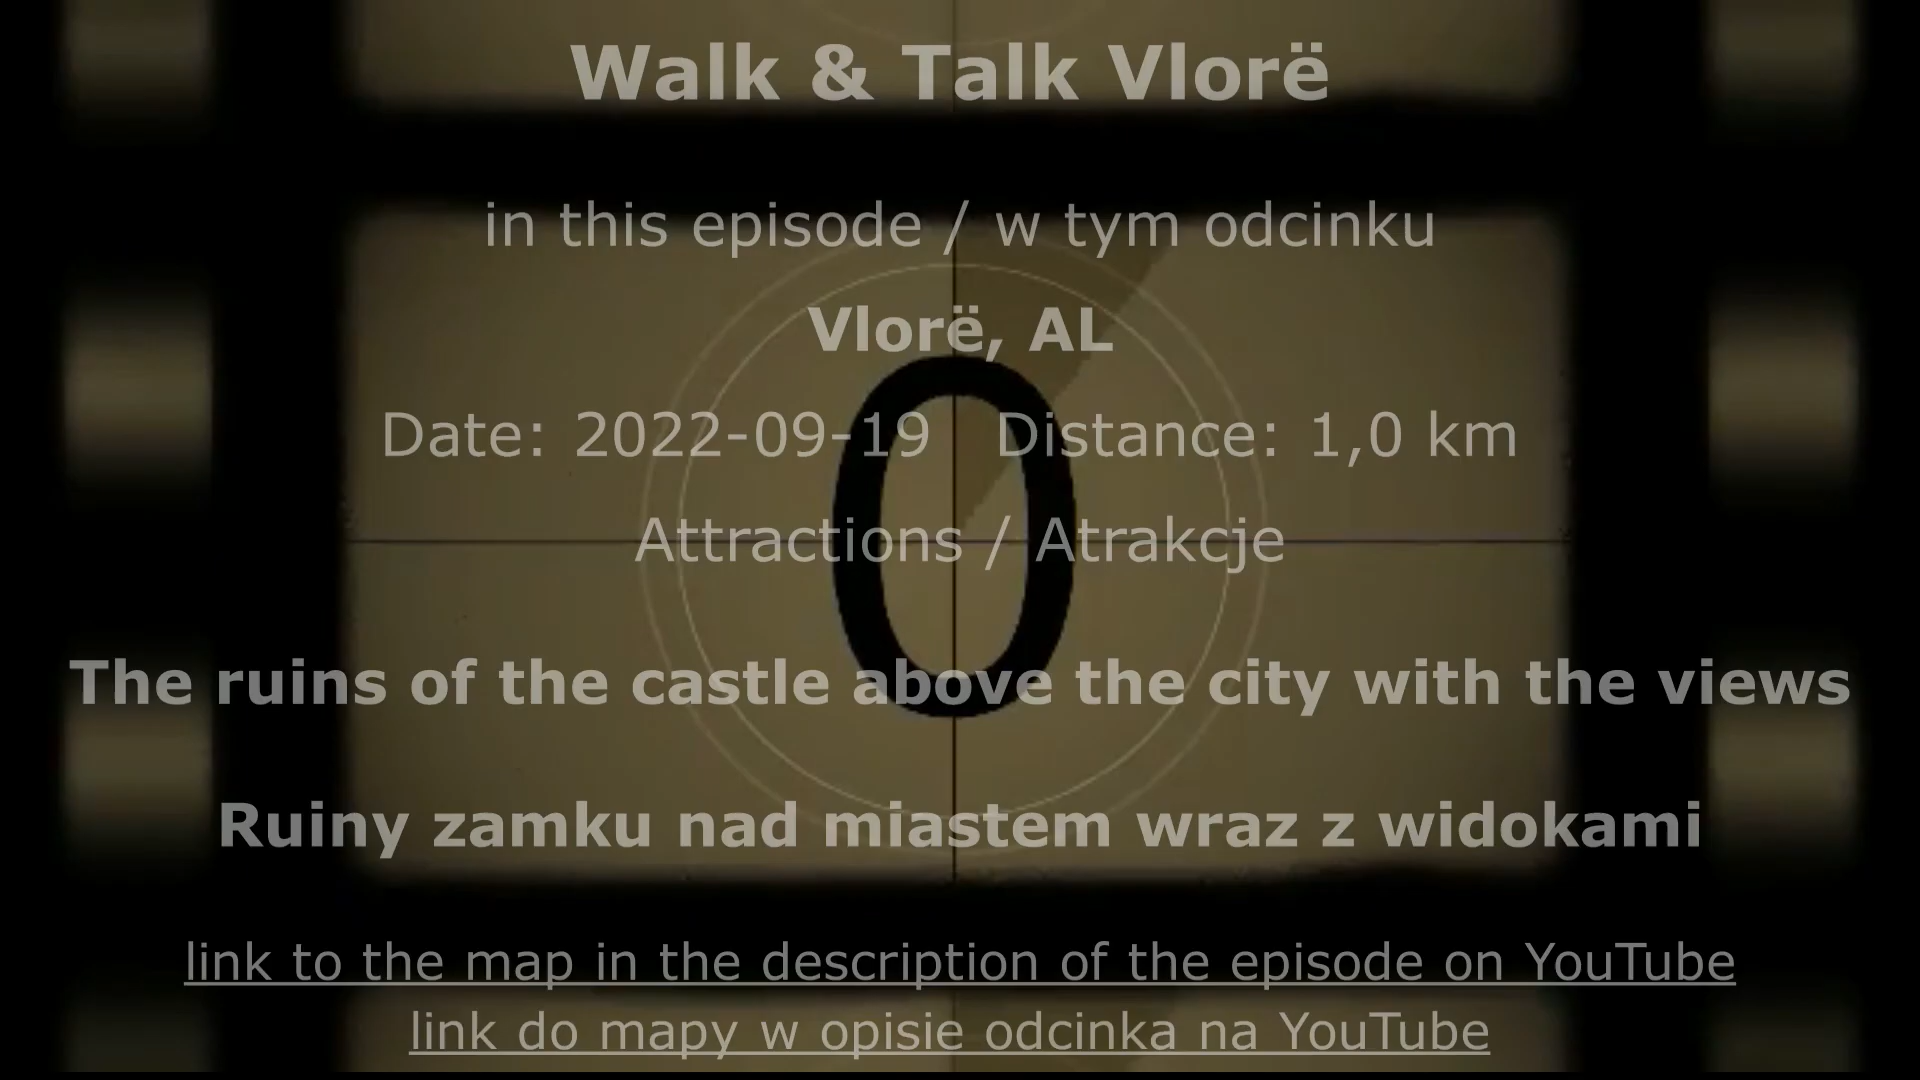 Walk & Talk Vlorë
in this episode / w tym odcinku
Vlorë, AL
Date: 2022-09-19 Distance: 1,0 km
0
Attractions / Atrakcje
The ruins of the castle above the city with the views
Ruiny zamku nad miastem wraz z widokami
link to the map in the description of the episode on YouTube
link do mapy w opisie odcinka na YouTube